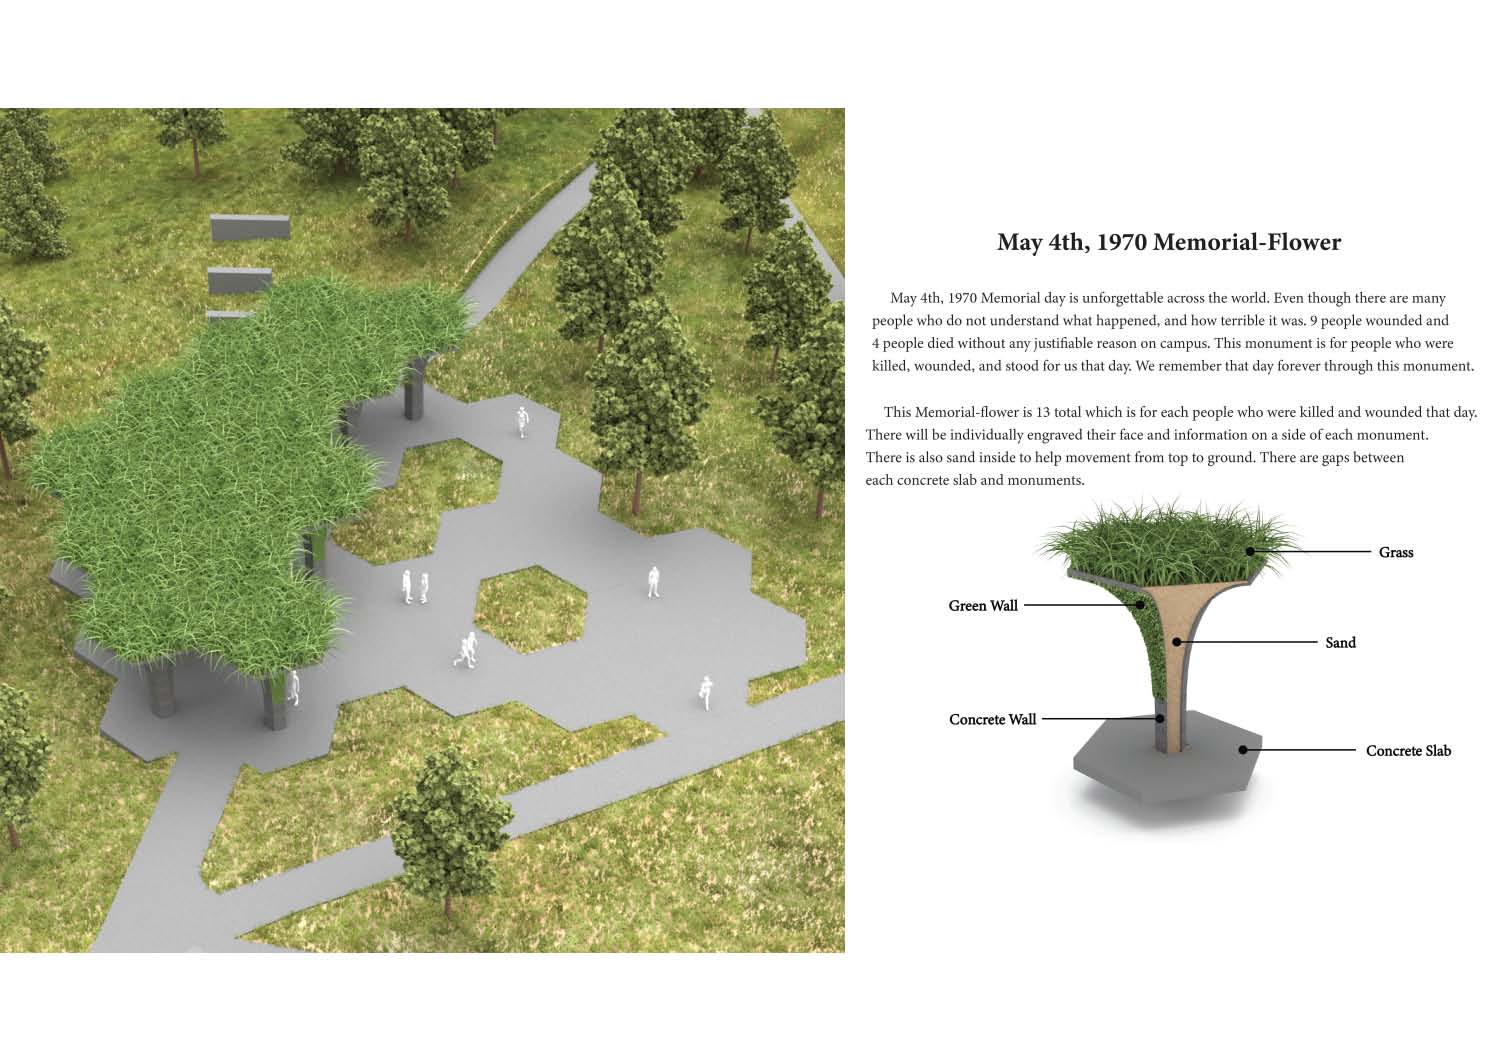 May 4th, 1970 Memorial-Flower
May 4th, 1970 Memorial day is unforgettable across the world. Even though there are many
people who do not understand what happened, and how terrible it was. 9 people wounded and
4 people died without any justifiable reason on campus. This monument is for people who were
killed, wounded, and stood for us that day. We remember that day forever through this monument.
This Memorial-flower is 13 total which is for each people who were killed and wounded that day.
There will be individually engraved their face and information on a side of each monument.
There is also sand inside to help movement from top to ground. There are gaps between
each concrete slab and monuments.
Grass
Green Wall
Sand
Concrete Wall
Concrete Slab